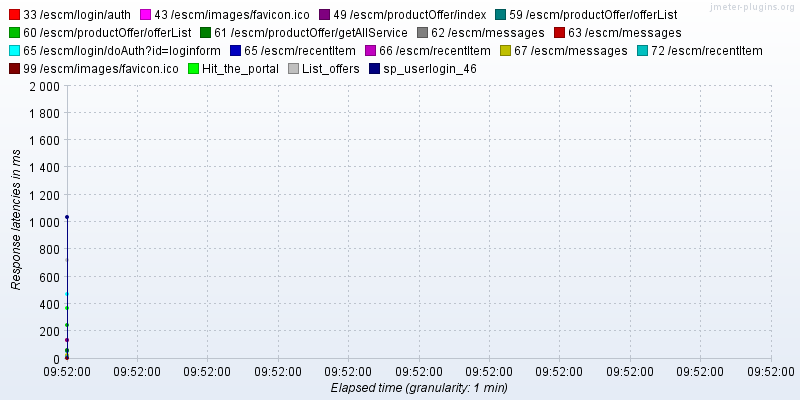 jmeter-plugins.org
33 /escm/login/auth 43 /escm/images/favicon.ico 49 /escm/productOffer/index 59 /escm/productOffer/offerList
60 /escm/productOffer/offerList 61 /escm/productOffer/getAllService 62 /escm/messages 63 /escm/messages
65 /escm/login/doAuth?id=loginform 65 /escm/recentItem 66 /escm/recentItem 67 /escm/messages 72 /escm/recentItem
99 /escm/images/favicon.ico Hit_the_portal List_offers sp_userlogin_46
2 000
1 800
1 600
1 400
1 200
1 000
800
600
400
200
0
Response latencies in ms
09:52:00 09:52:00 09:52:00 09:52:00 09:52:00 09:52:00 09:52:00 09:52:00 09:52:00 09:52:00 09:52:00
Elapsed time (granularity: 1 min)